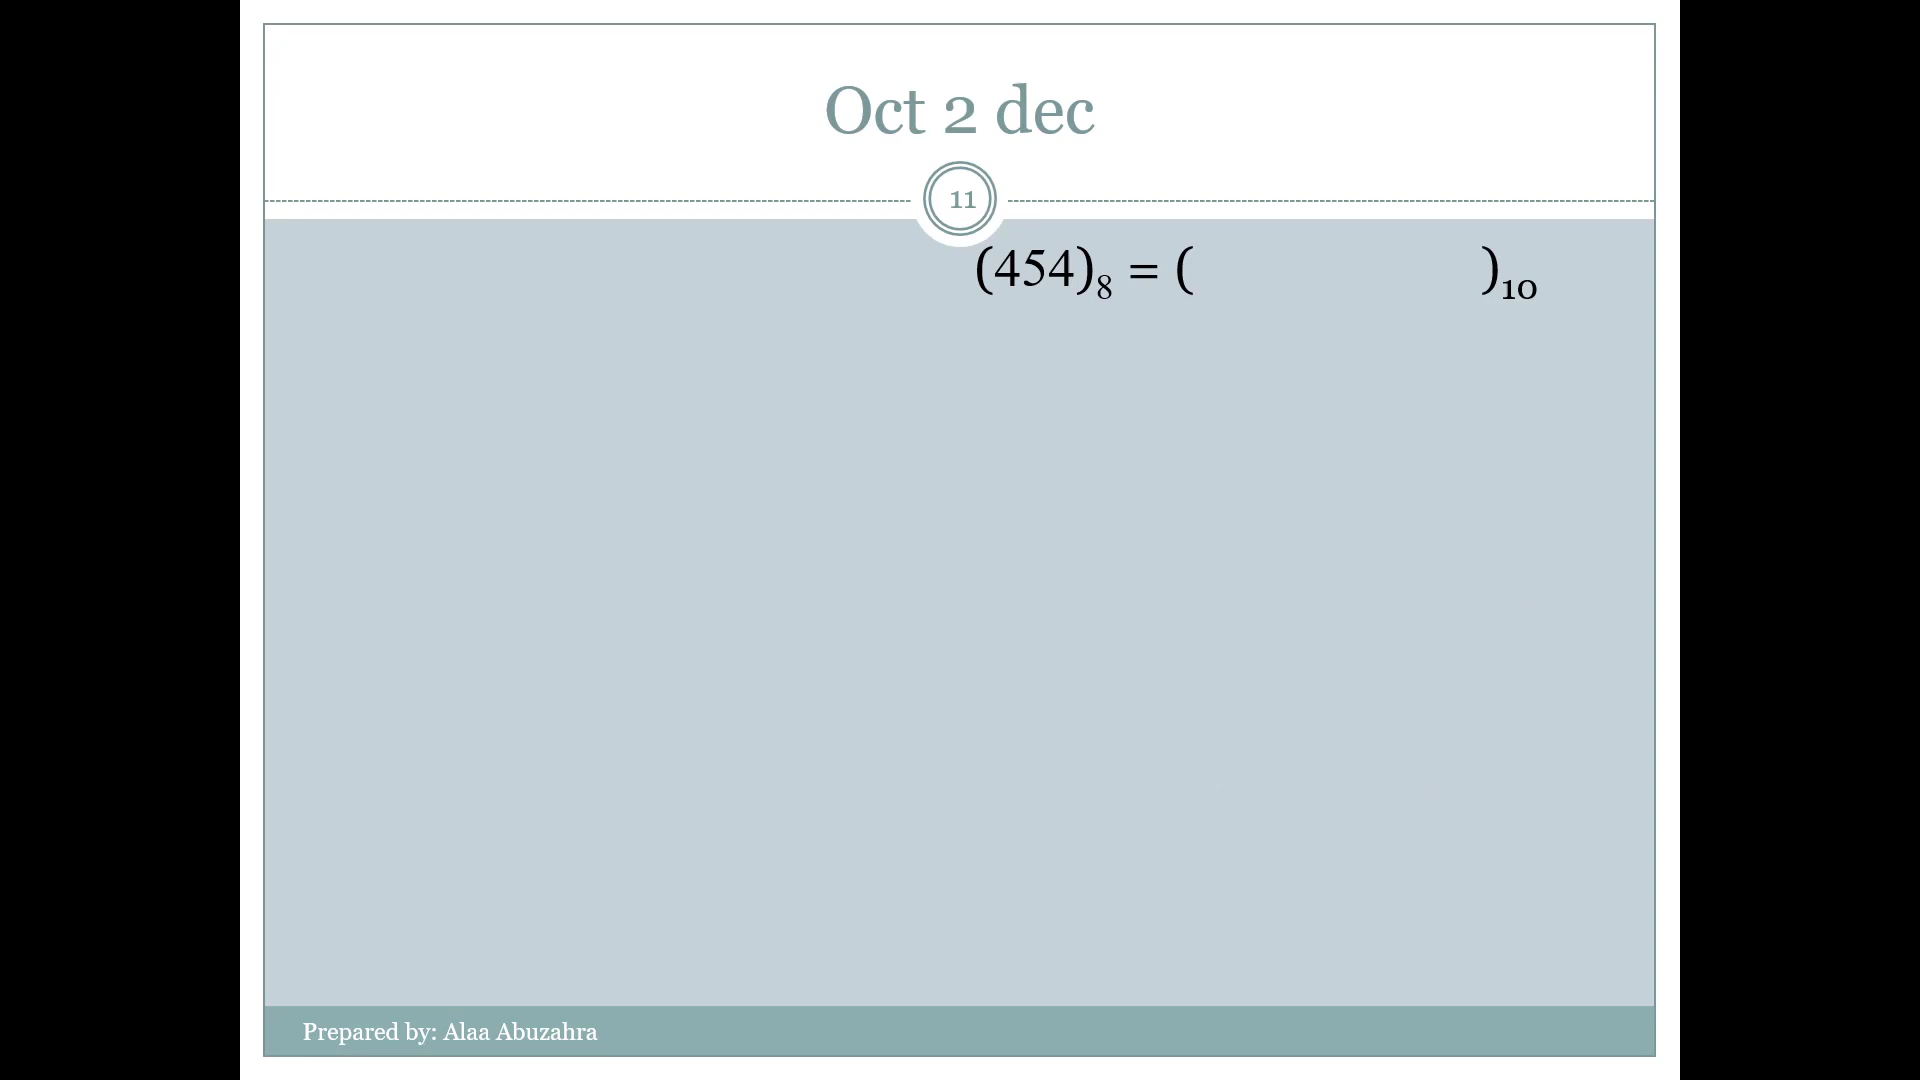 Oct 2 dec
11
(454)₈ = ( )₁₀
Prepared by: Alaa Abuzahra